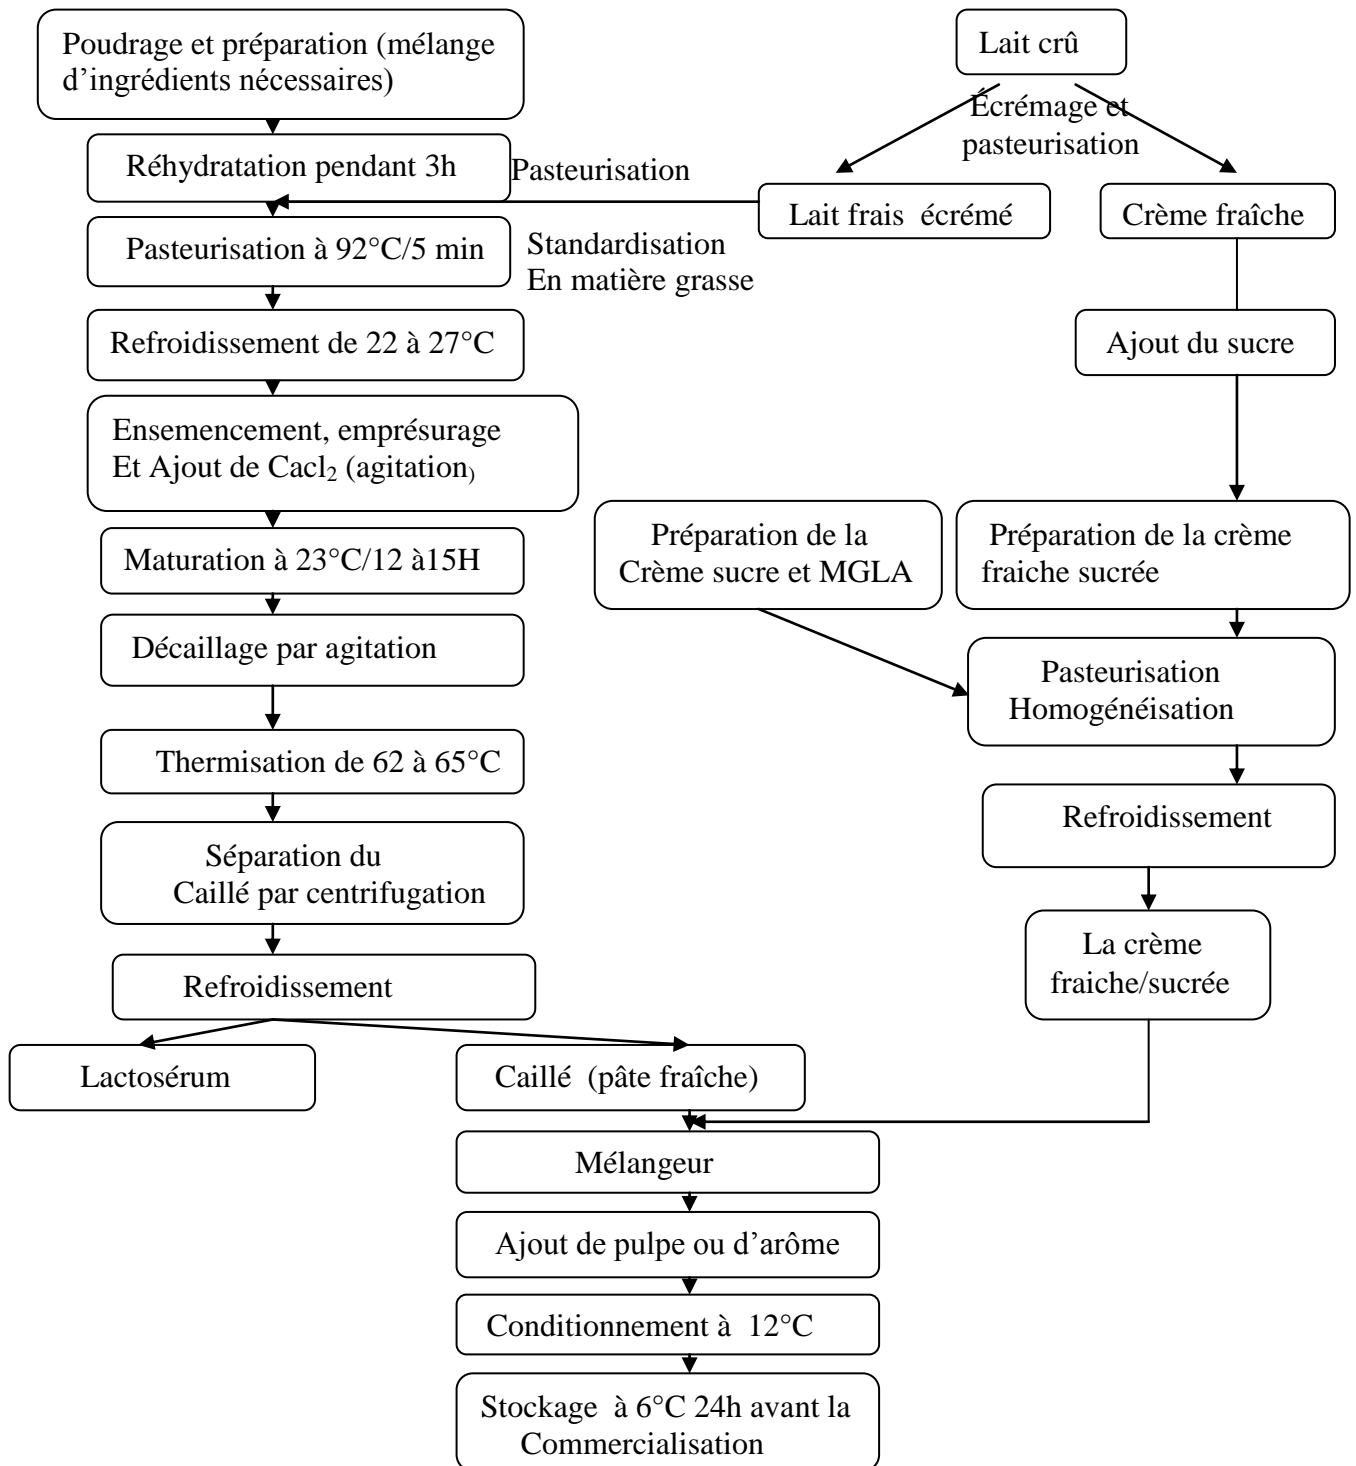 Poudrage et préparation (mélange
d’ingrédients nécessaires)
Lait crû
Écrémage et
pasteurisation
Réhydratation pendant 3h
Pasteurisation
Lait frais écrémé
Crème fraîche
Pasteurisation à 92°C/5 min
Standardisation
En matière grasse
Refroidissement de 22 à 27°C
Ajout du sucre
Ensemencement, emprésurage
Et Ajout de Cacl₂ (agitation)
Maturation à 23°C/12 à15H
Préparation de la
Crème sucre et MGLA
Préparation de la crème
fraiche sucrée
Décaillage par agitation
Pasteurisation
Homogénéisation
Thermisation de 62 à 65°C
Refroidissement
Séparation du
Caillé par centrifugation
La crème
fraiche/sucrée
Refroidissement
Lactosérum
Caillé (pâte fraîche)
Mélangeur
Ajout de pulpe ou d’arôme
Conditionnement à 12°C
Stockage à 6°C 24h avant la
Commercialisation